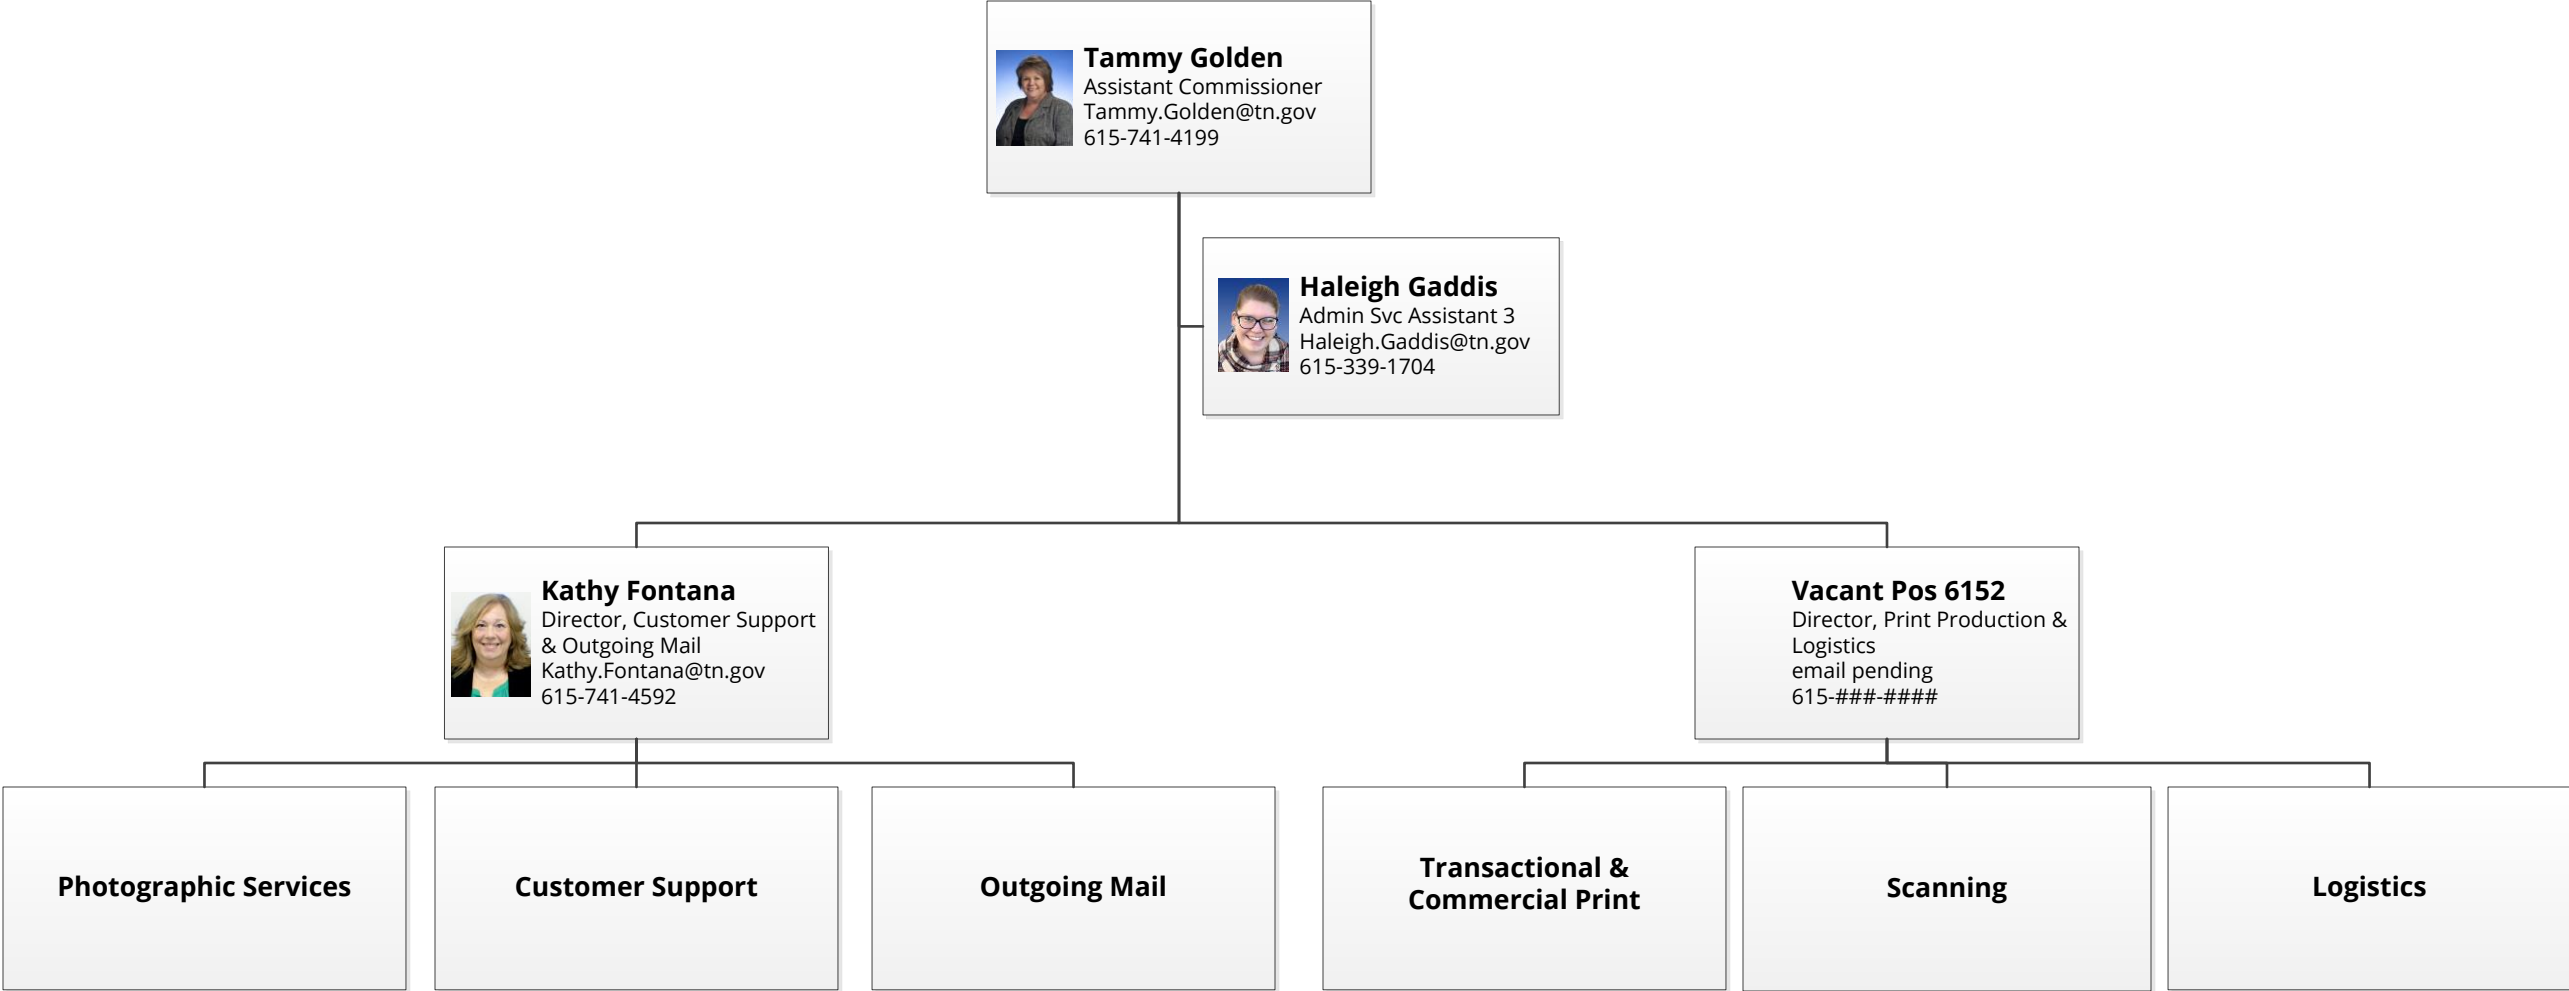 Tammy Golden
Assistant Commissioner
Tammy.Golden@tn.gov
615-741-4199
Haleigh Gaddis
Admin Svc Assistant 3
Haleigh.Gaddis@tn.gov
615-339-1704
Kathy Fontana
Director, Customer Support
& Outgoing Mail
Kathy.Fontana@tn.gov
615-741-4592
Vacant Pos 6152
Director, Print Production &
Logistics
email pending
615-###-####
Photographic Services
Customer Support
Outgoing Mail
Transactional &
Commercial Print
Scanning
Logistics